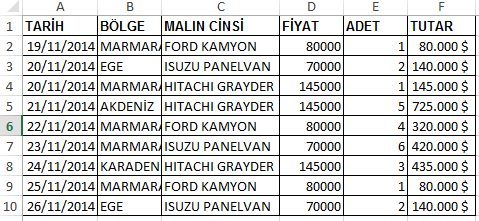 A B C D E F
1 TARİH BÖLGE MALIN CİNSİ FİYAT ADET TUTAR
2 19/11/2014 MARMARA FORD KAMYON 80000 1 80.000 $
3 20/11/2014 EGE ISUZU PANELVAN 70000 2 140.000 $
4 20/11/2014 MARMARA HITACHI GRAYDER 145000 1 145.000 $
5 21/11/2014 AKDENİZ HITACHI GRAYDER 145000 5 725.000 $
6 22/11/2014 MARMARA FORD KAMYON 80000 4 320.000 $
7 23/11/2014 MARMARA ISUZU PANELVAN 70000 6 420.000 $
8 24/11/2014 KARADEN HITACHI GRAYDER 145000 3 435.000 $
9 25/11/2014 MARMARA FORD KAMYON 80000 1 80.000 $
10 26/11/2014 EGE ISUZU PANELVAN 70000 2 140.000 $